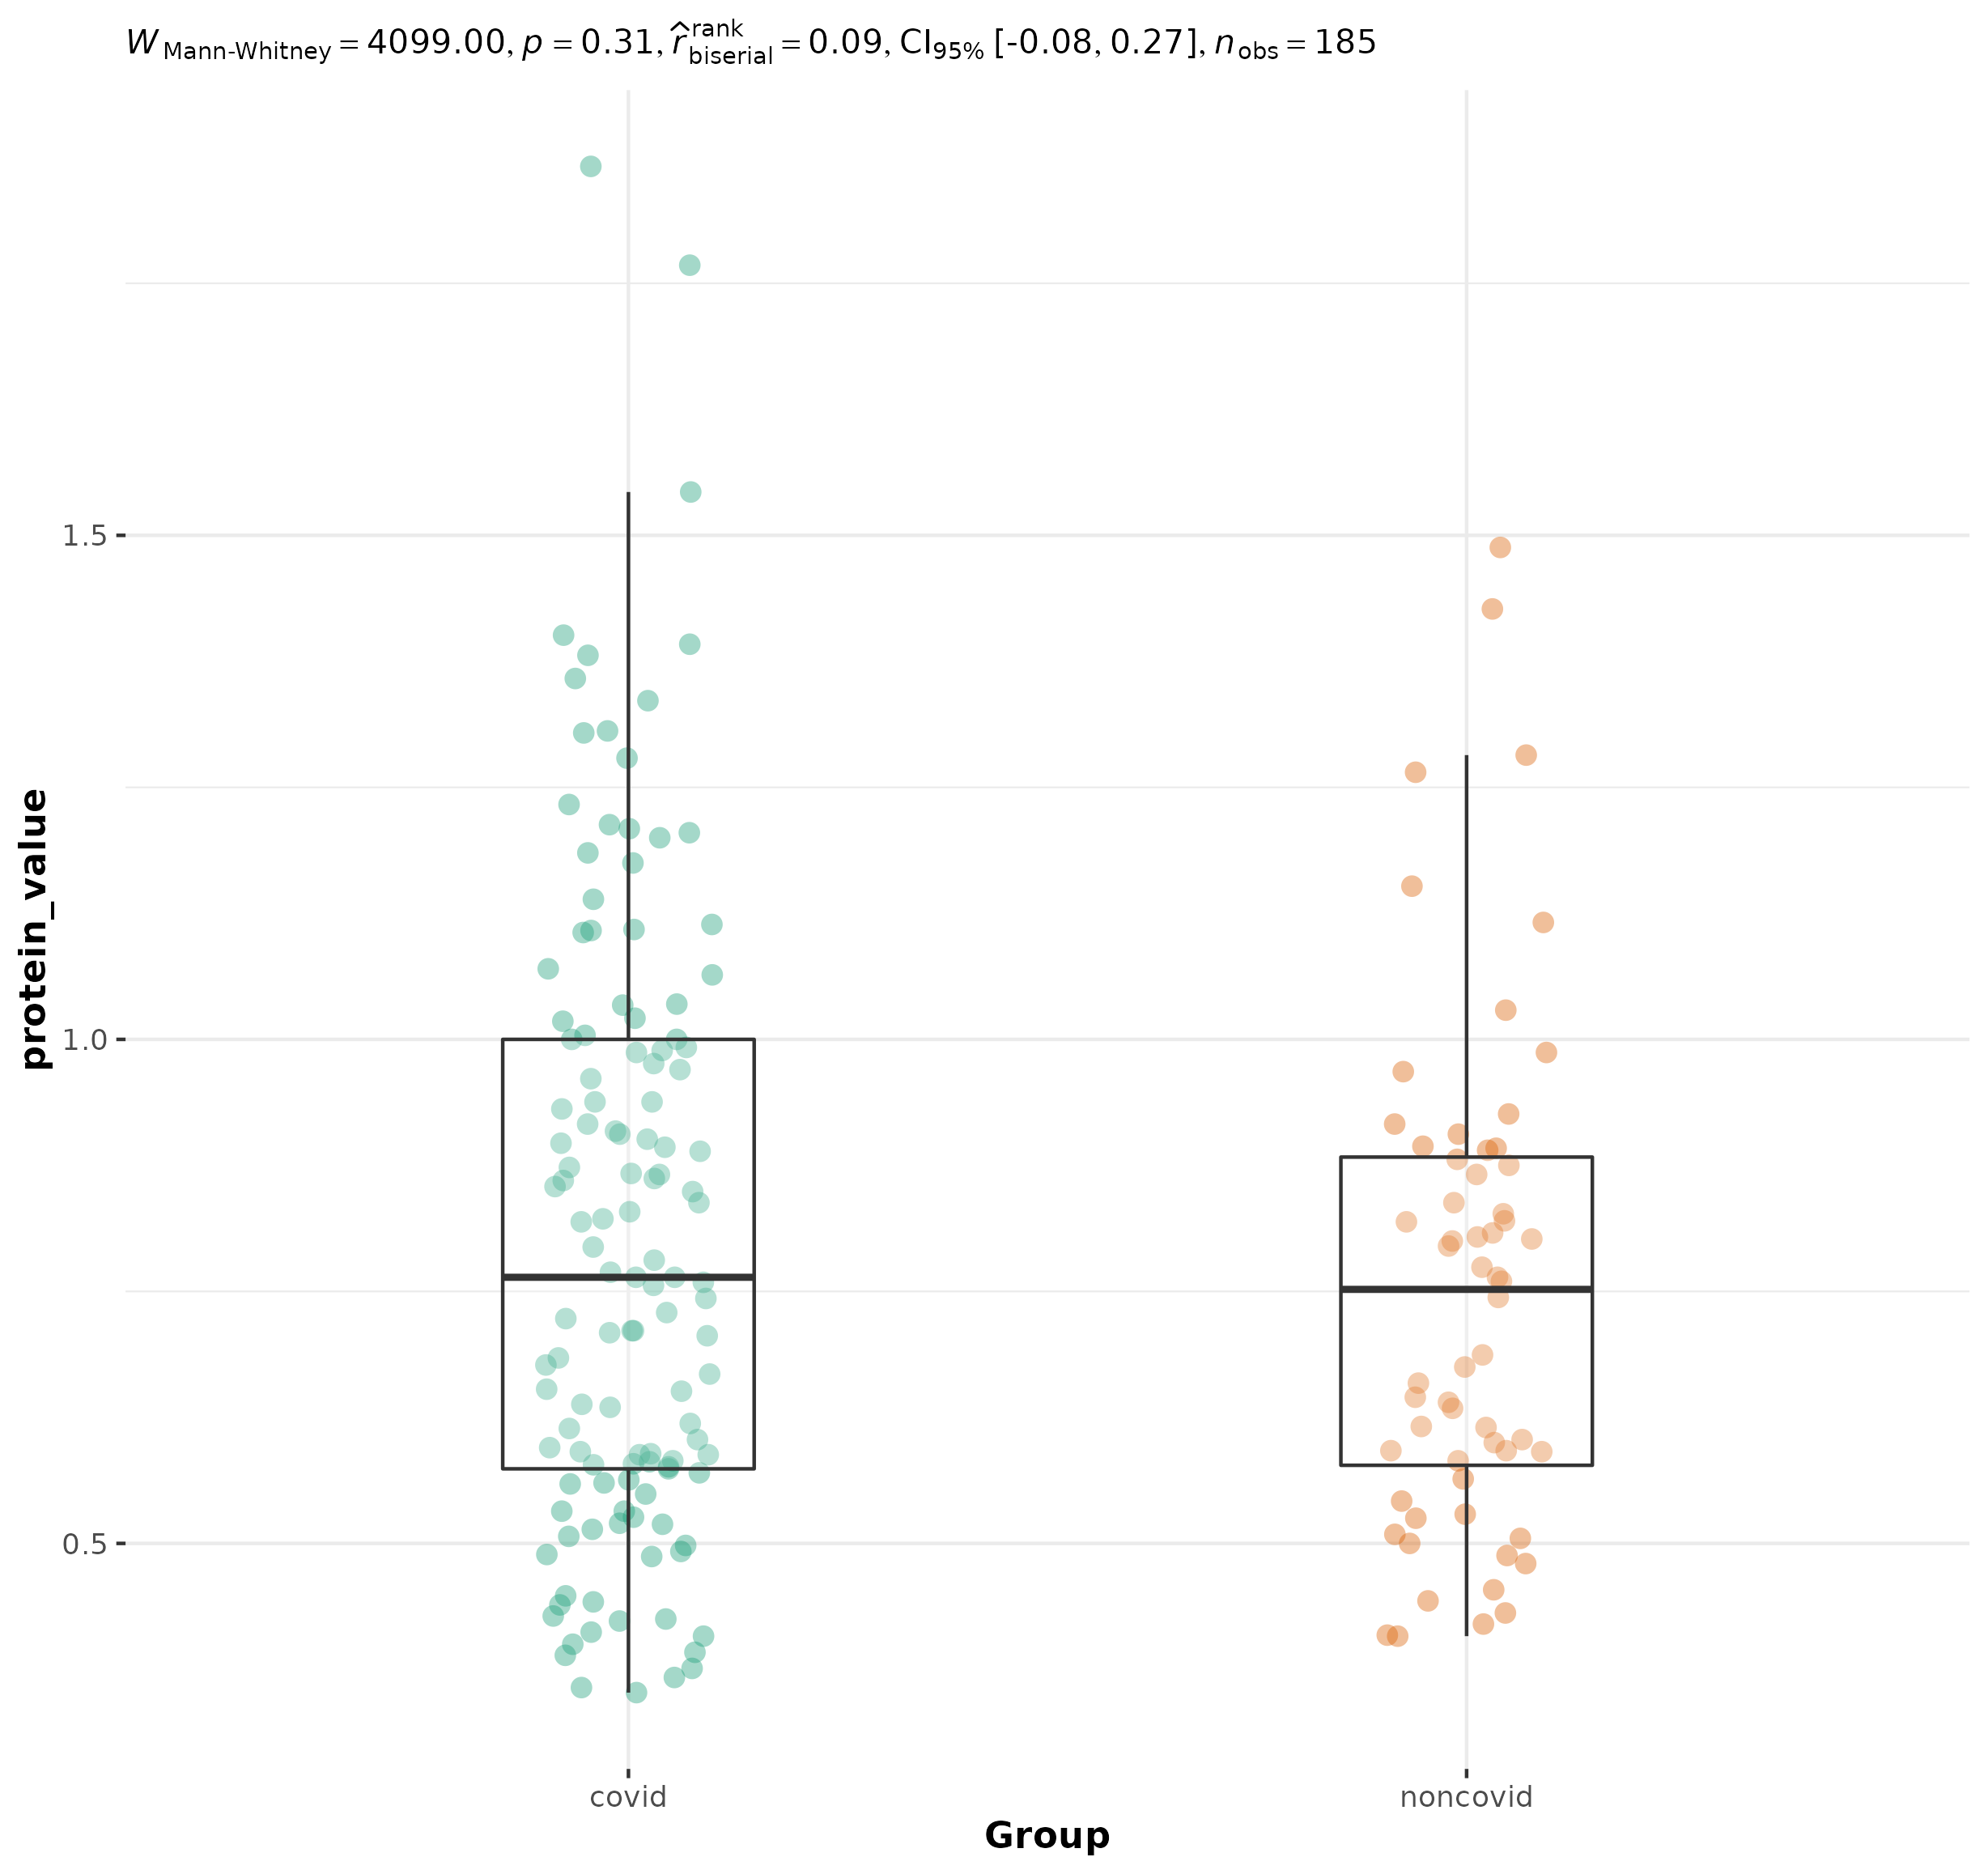 W Mann-Whitney = 4099.00, p = 0.31, r̂ rank biserial = 0.09, CI95% [-0.08, 0.27], nobs = 185
protein_value
1.5
1.0
0.5
covid noncovid
Group